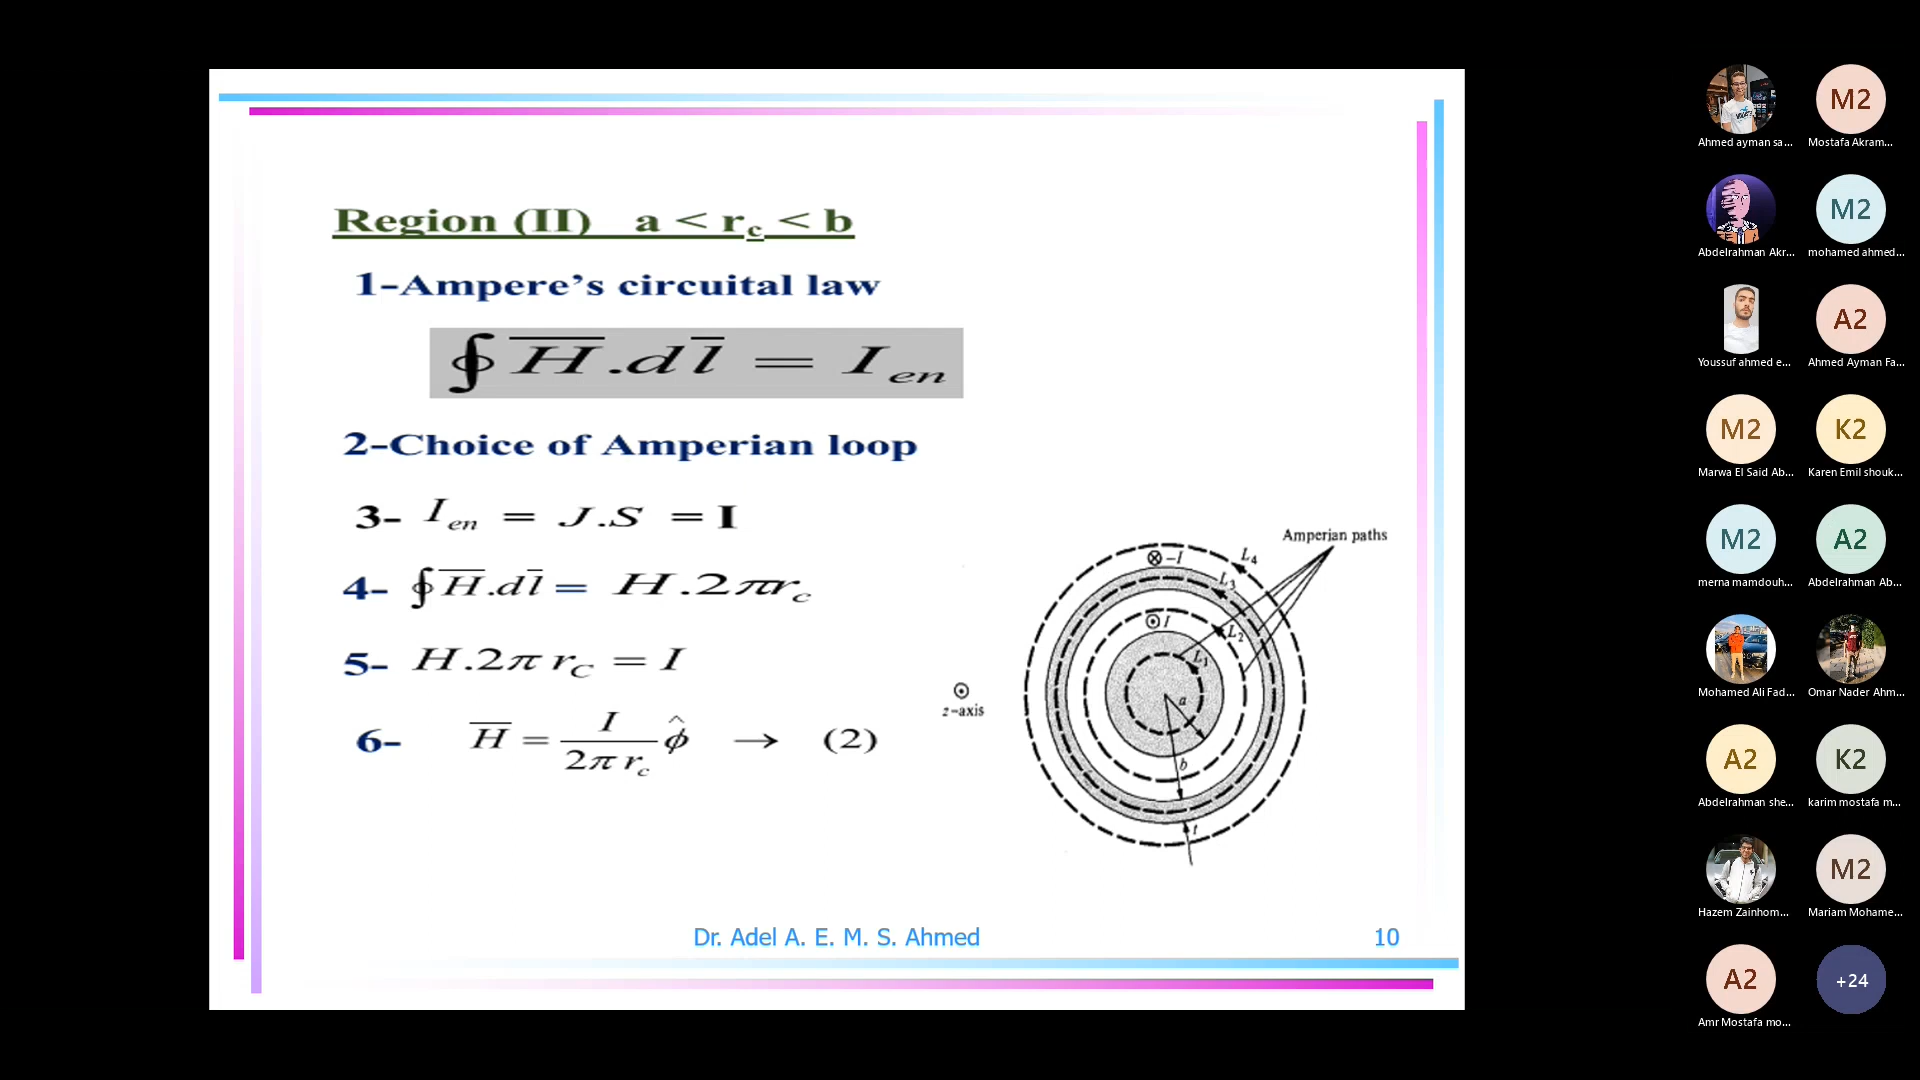 Region (II) a < r_c < b
1-Ampere's circuital law
∮ H̅ .d l̅ = I_en
2-Choice of Amperian loop
3- I_en = J.S = I
4- ∮ H̅ .d l̅ = H.2πr_c
5- H.2π r_C = I
6- H̅ = I / 2π r_c ϕ̂ → (2)
Amperian paths
⊗ -I
L4
L3
⊙ I
L2
L1
a
b
t
⊙
z-axis
Dr. Adel A. E. M. S. Ahmed
10
M2
Ahmed ayman sa...
Mostafa Akram...
M2
Abdelrahman Akr...
mohamed ahmed...
A2
Youssuf ahmed e...
Ahmed Ayman Fa...
M2
K2
Marwa El Said Ab...
Karen Emil shouk...
M2
A2
merna mamdouh...
Abdelrahman Ab...
Mohamed Ali Fad...
Omar Nader Ahm...
A2
K2
Abdelrahman she...
karim mostafa m...
M2
Hazem Zainhom...
Mariam Mohame...
A2
+24
Amr Mostafa mo...